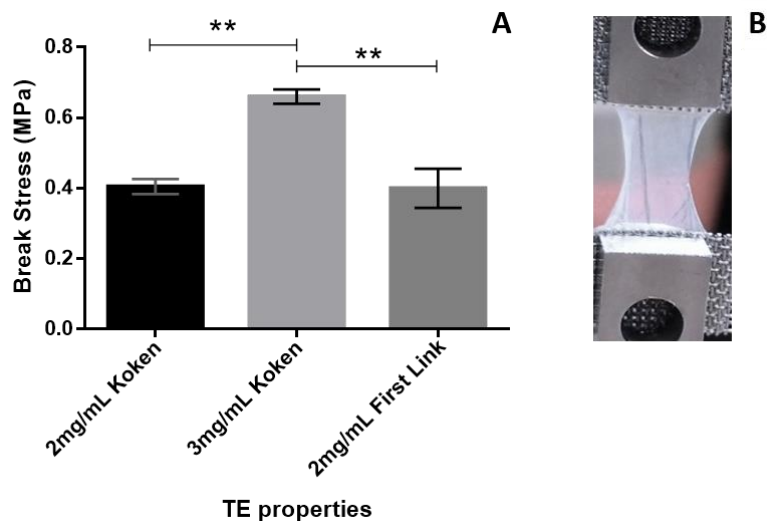 A
B
**
**
Break Stress (MPa)
0.8
0.6
0.4
0.2
0.0
2mg/mL Koken
3mg/mL Koken
2mg/mL First Link
TE properties